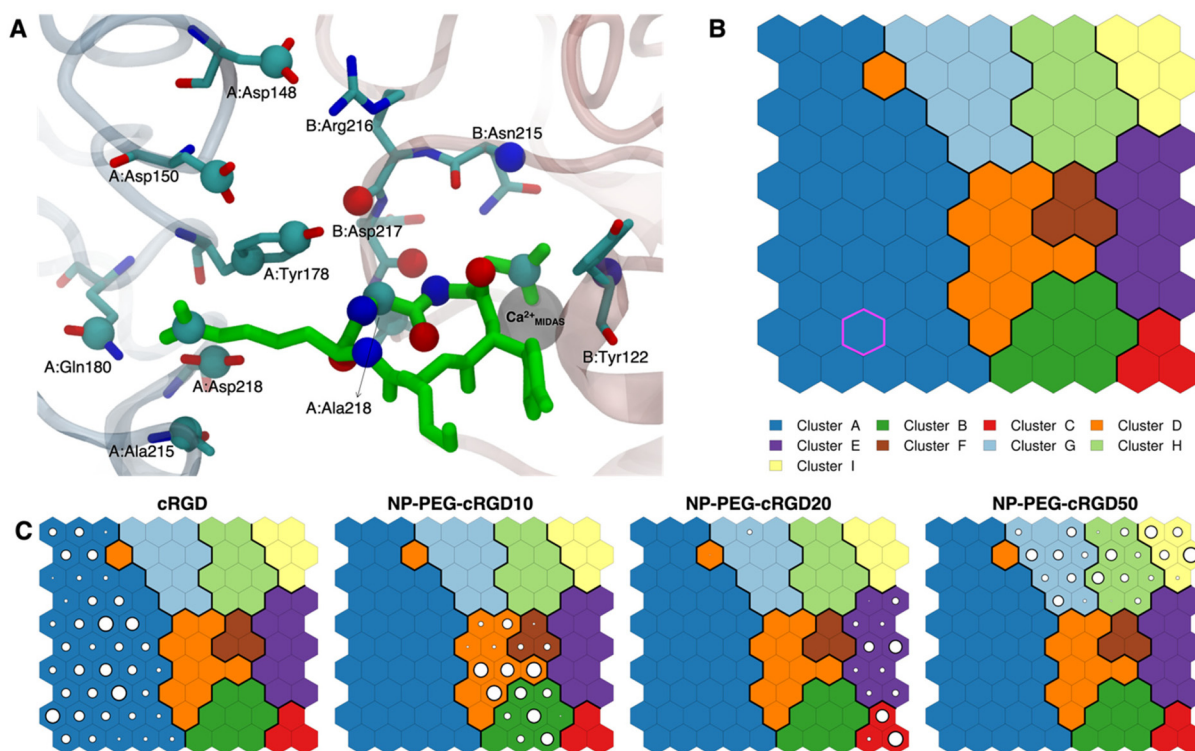 A
A:Asp148
B:Arg216
B:Asn215
A:Asp150
B:Asp217
A:Tyr178
Ca²⁺MIDAS
B:Tyr122
A:Gln180
A:Asp218
A:Ala218
A:Ala215
B
Cluster A Cluster B Cluster C Cluster D
Cluster E Cluster F Cluster G Cluster H
Cluster I
C
cRGD NP-PEG-cRGD10 NP-PEG-cRGD20 NP-PEG-cRGD50